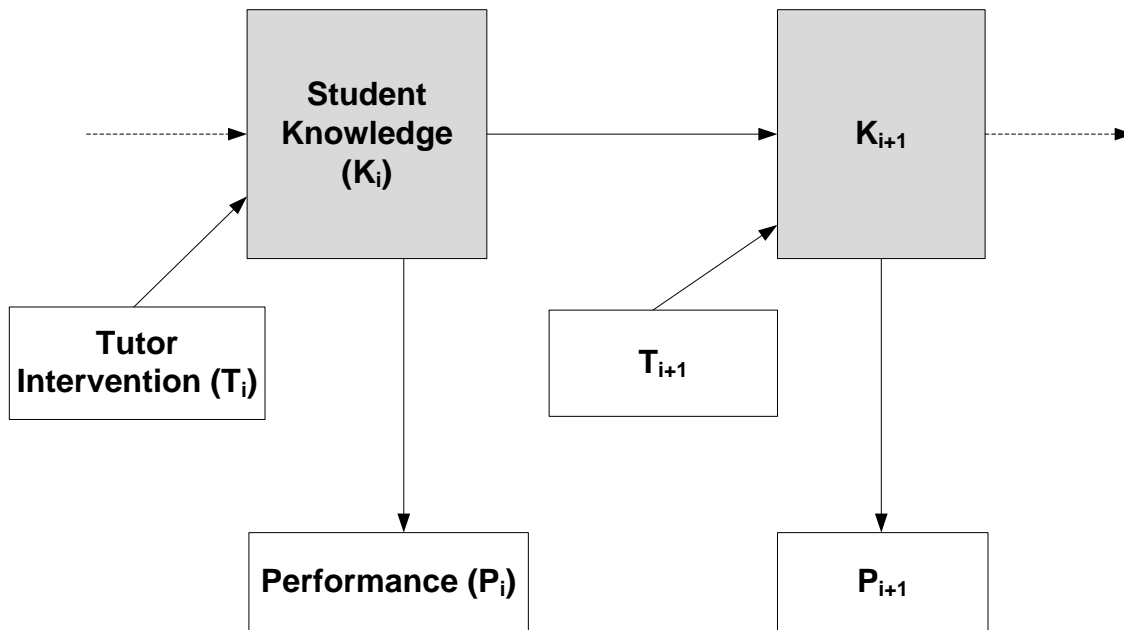 Student
Knowledge
(Kᵢ)
Kᵢ₊₁
Tutor
Intervention (Tᵢ)
Tᵢ₊₁
Performance (Pᵢ)
Pᵢ₊₁